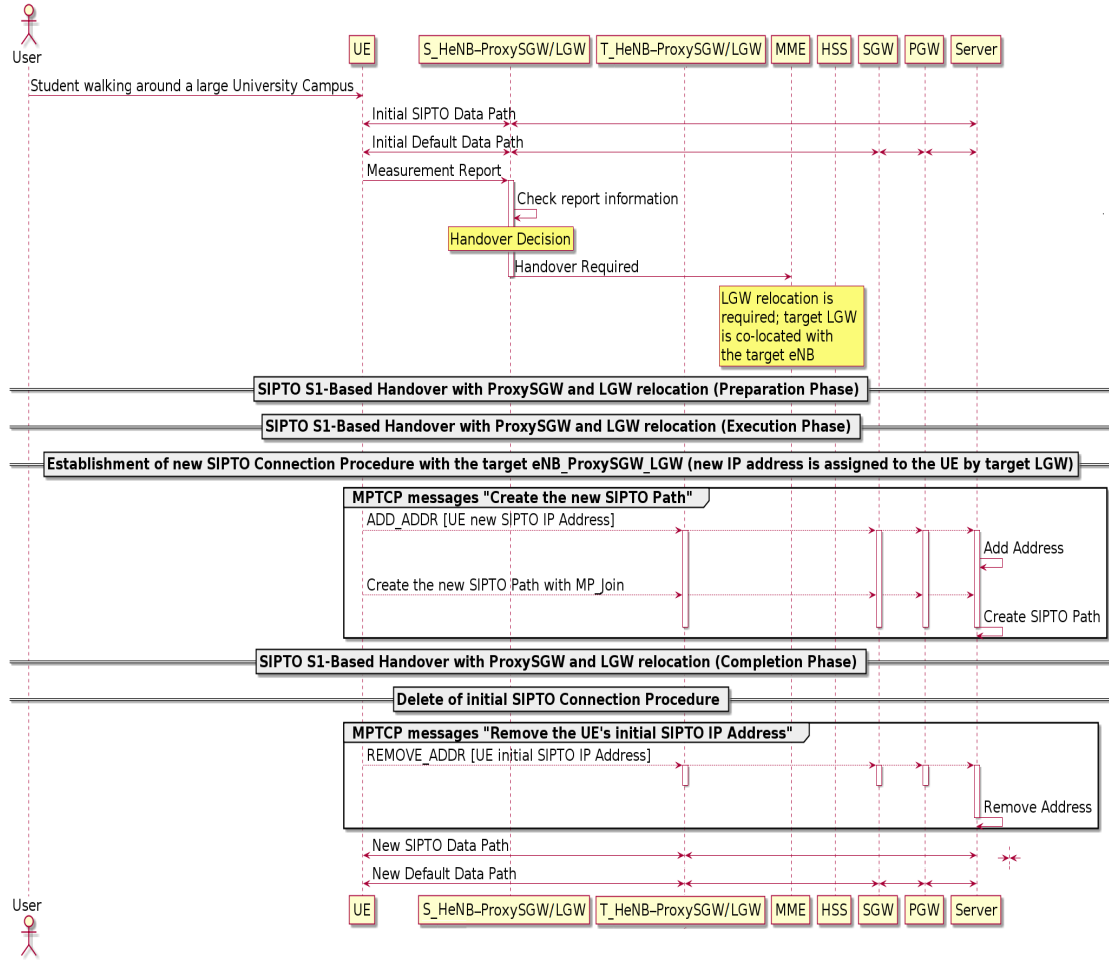 User
UE
S_HeNB–ProxySGW/LGW
T_HeNB–ProxySGW/LGW
MME
HSS
SGW
PGW
Server
Student walking around a large University Campus
Initial SIPTO Data Path
Initial Default Data Path
Measurement Report
Check report information
Handover Decision
Handover Required
LGW relocation is
required; target LGW
is co-located with
the target eNB
SIPTO S1-Based Handover with ProxySGW and LGW relocation (Preparation Phase)
SIPTO S1-Based Handover with ProxySGW and LGW relocation (Execution Phase)
Establishment of new SIPTO Connection Procedure with the target eNB_ProxySGW_LGW (new IP address is assigned to the UE by target LGW)
MPTCP messages "Create the new SIPTO Path"
ADD_ADDR [UE new SIPTO IP Address]
Add Address
Create the new SIPTO Path with MP_Join
Create SIPTO Path
SIPTO S1-Based Handover with ProxySGW and LGW relocation (Completion Phase)
Delete of initial SIPTO Connection Procedure
MPTCP messages "Remove the UE's initial SIPTO IP Address"
REMOVE_ADDR [UE initial SIPTO IP Address]
Remove Address
New SIPTO Data Path
New Default Data Path
User
UE
S_HeNB–ProxySGW/LGW
T_HeNB–ProxySGW/LGW
MME
HSS
SGW
PGW
Server